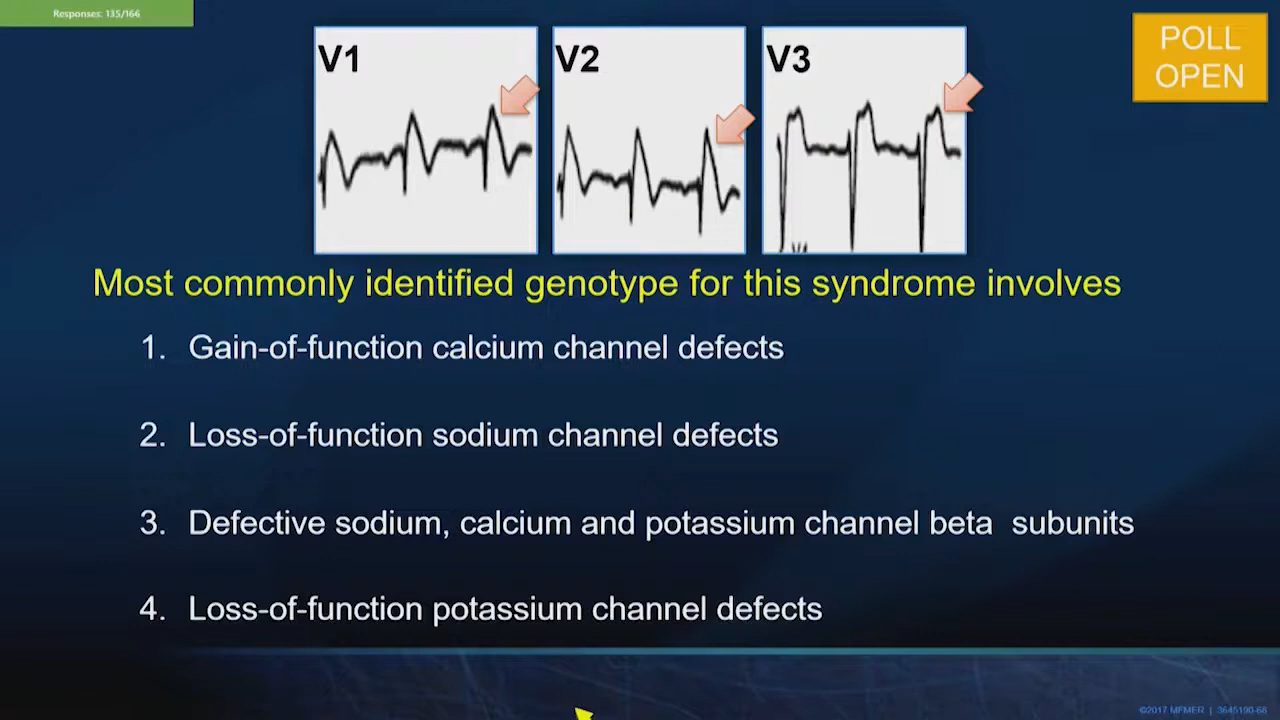 Responses: 135/166
POLL
OPEN
V1
V2
V3
Most commonly identified genotype for this syndrome involves
1. Gain-of-function calcium channel defects
2. Loss-of-function sodium channel defects
3. Defective sodium, calcium and potassium channel beta subunits
4. Loss-of-function potassium channel defects
©2017 MFMER | 3645190-68